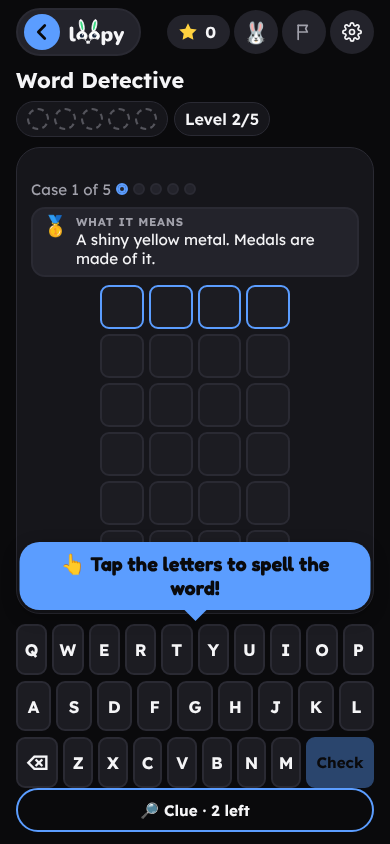 loopy
0
Word Detective
Level 2/5
Case 1 of 5
WHAT IT MEANS
A shiny yellow metal. Medals are
made of it.
👆 Tap the letters to spell the
word!
Q W E R T Y U I O P
A S D F G H J K L
Z X C V B N M Check
🔎 Clue · 2 left